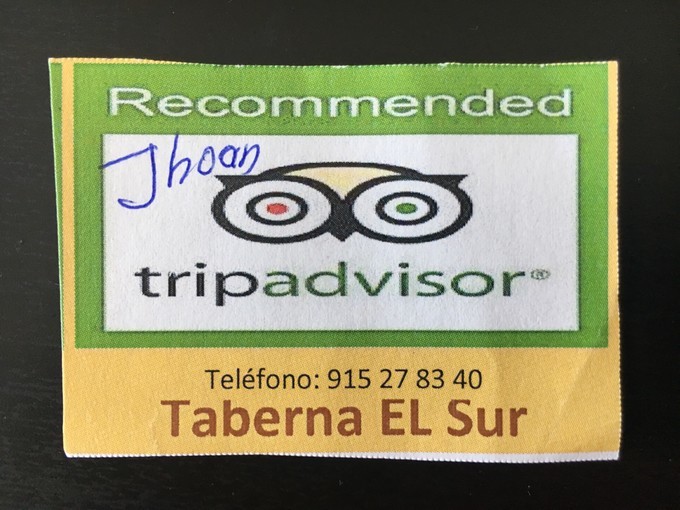 Recommended
Jhoan
tripadvisor®
Teléfono: 915 27 83 40
Taberna EL Sur